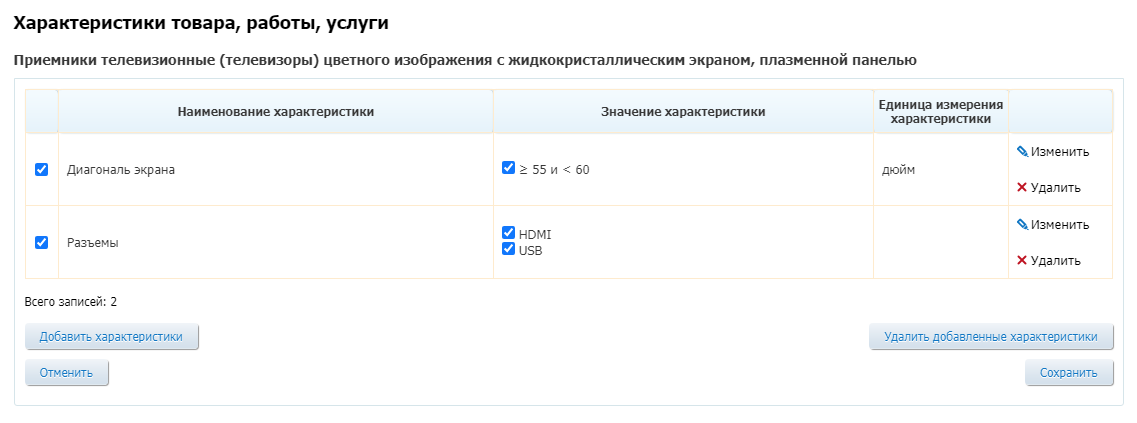 Характеристики товара, работы, услуги
Приемники телевизионные (телевизоры) цветного изображения с жидкокристаллическим экраном, плазменной панелью
Наименование характеристики
Значение характеристики
Единица измерения
характеристики
Диагональ экрана
≥ 55 и < 60
дюйм
Изменить
Удалить
Разъемы
HDMI
USB
Изменить
Удалить
Всего записей: 2
Добавить характеристики
Удалить добавленные характеристики
Отменить
Сохранить